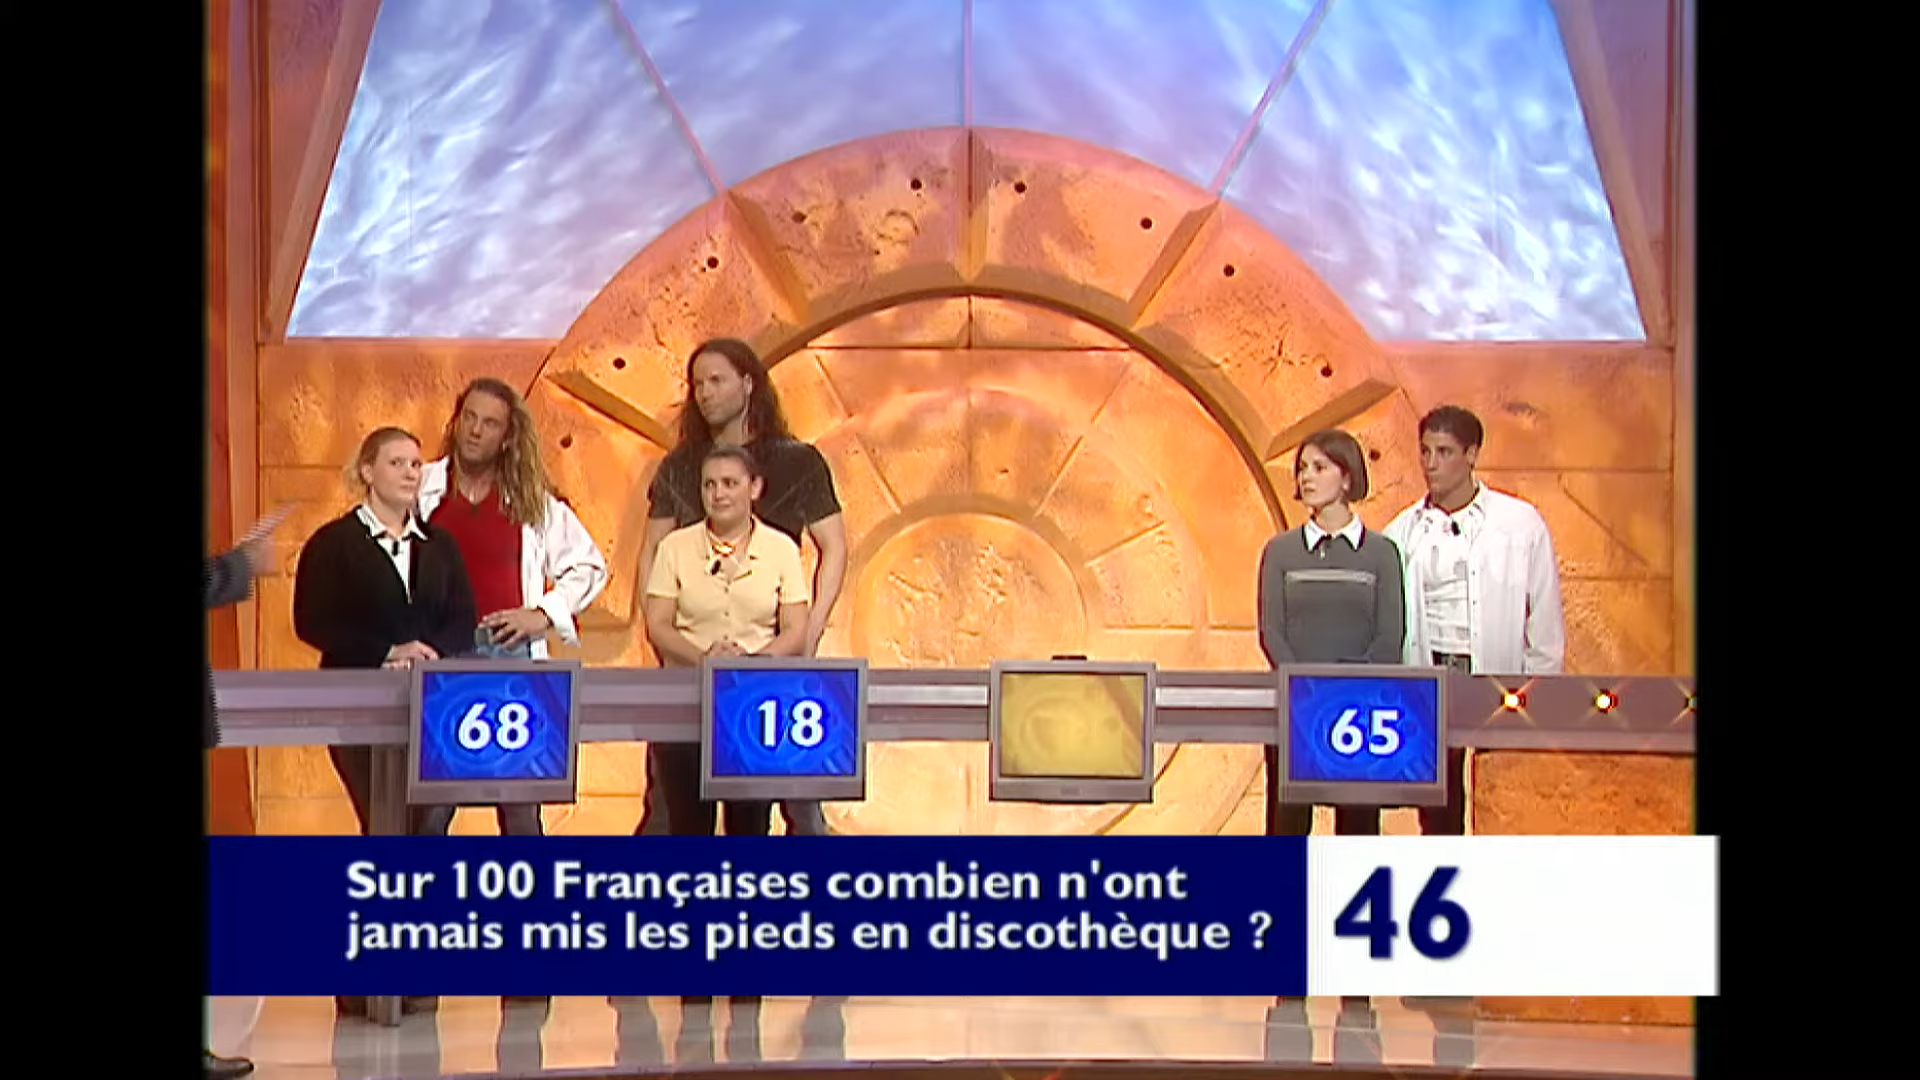 68
18
65
Sur 100 Françaises combien n'ont
jamais mis les pieds en discothèque ?
46